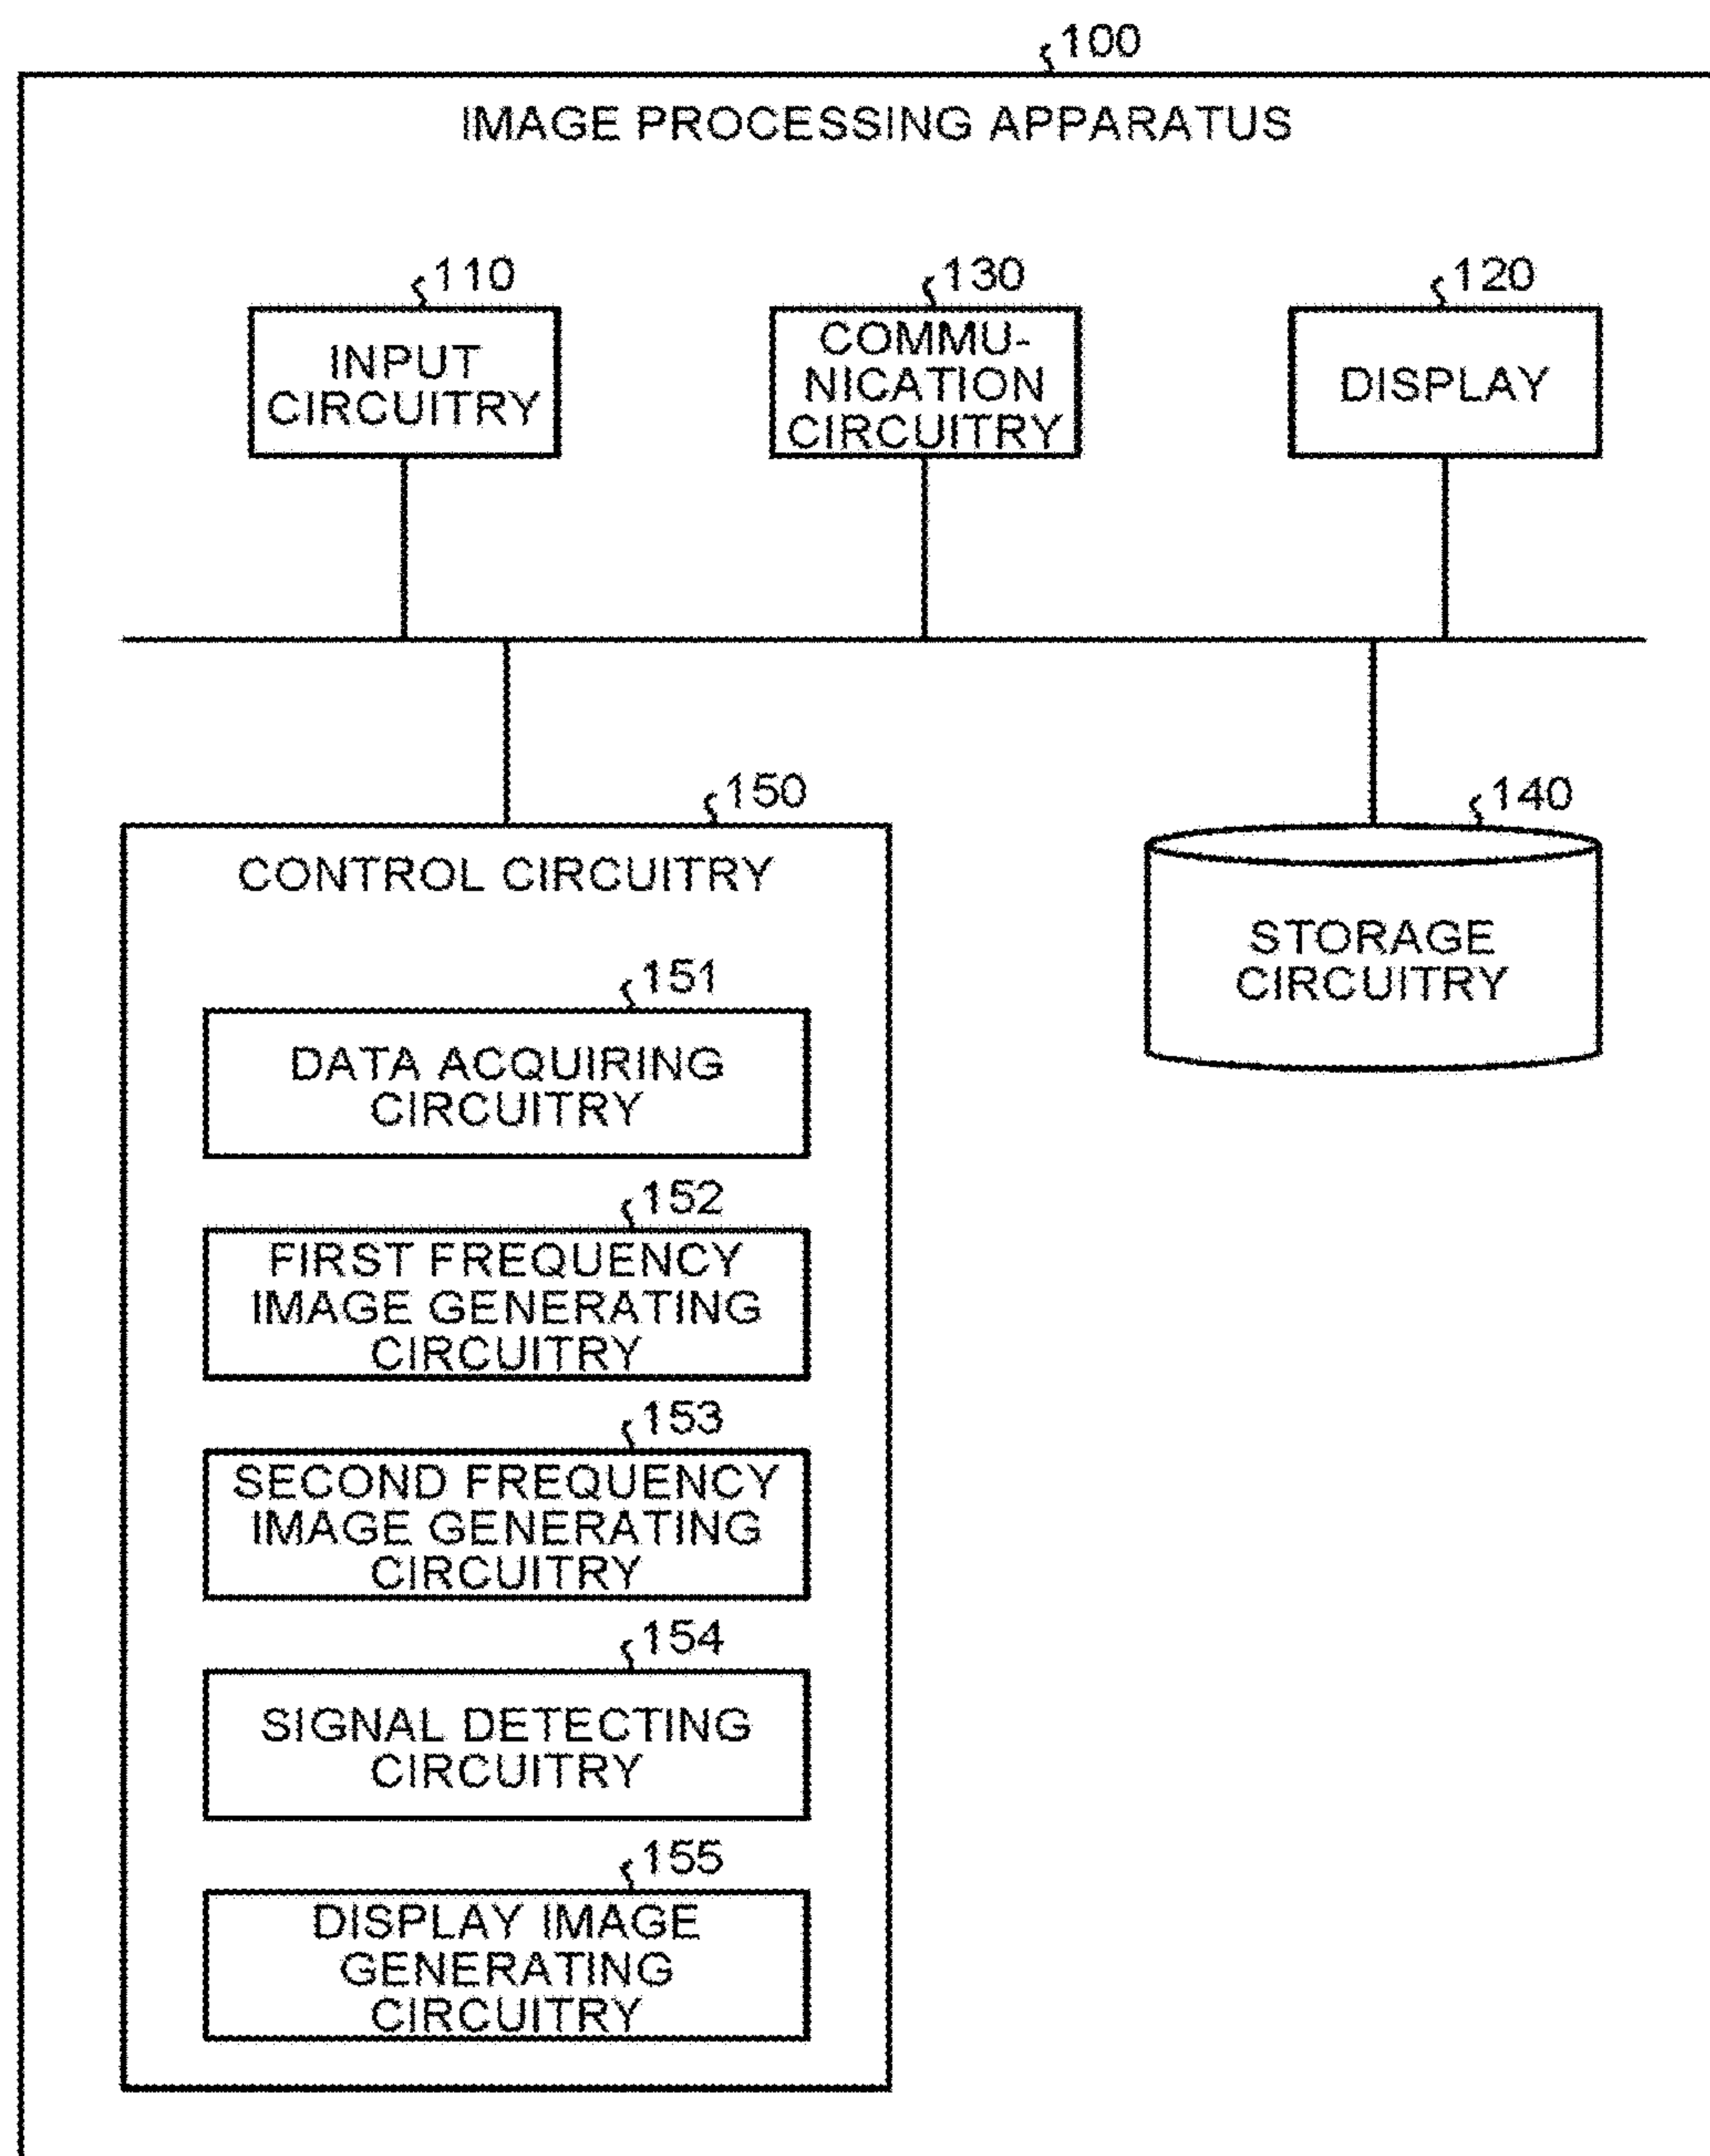 100
IMAGE PROCESSING APPARATUS
110
INPUT
CIRCUITRY
130
COMMU-
NICATION
CIRCUITRY
120
DISPLAY
150
CONTROL CIRCUITRY
140
STORAGE
CIRCUITRY
151
DATA ACQUIRING
CIRCUITRY
152
FIRST FREQUENCY
IMAGE GENERATING
CIRCUITRY
153
SECOND FREQUENCY
IMAGE GENERATING
CIRCUITRY
154
SIGNAL DETECTING
CIRCUITRY
155
DISPLAY IMAGE
GENERATING
CIRCUITRY